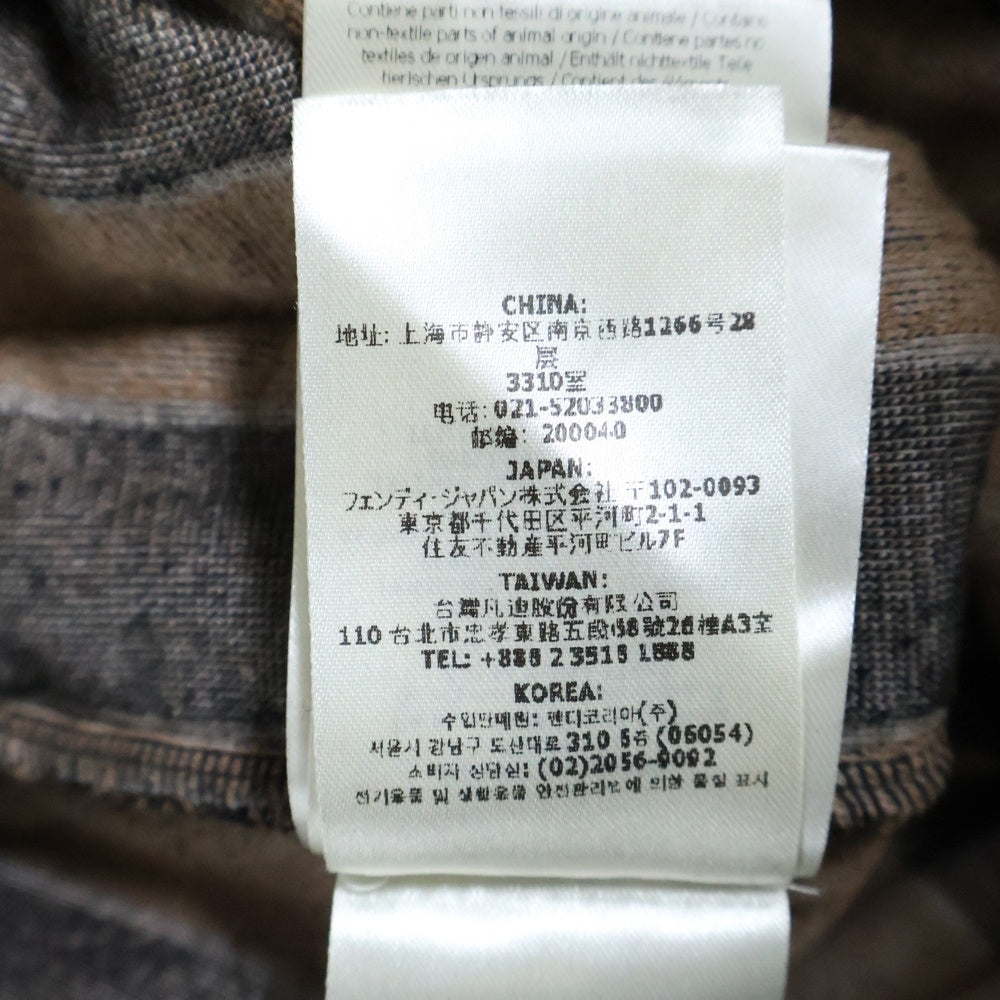 Contiene parti non tessili di origine animale / Contains
non-textile parts of animal origin / Contiene partes no
textiles de origen animal / Enthält nichttextile Teile
tierischen Ursprungs / Contient des éléments
CHINA:
地址: 上海市静安区南京西路1266号28
层
3310室
电话: 021-52033800
邮编: 200040
JAPAN:
フェンディ・ジャパン株式会社 〒102-0093
東京都千代田区平河町2-1-1
住友不動産平河町ビル7F
TAIWAN:
台灣凡迪股份有限公司
110 台北市忠孝東路五段68號26樓A3室
TEL: +886 2 3518 1888
KOREA:
수입판매원: 펜디코리아(주)
서울시 강남구 도산대로 310 6층 (06054)
소비자 상담실: (02)2056-9092
전기용품 및 생활용품 안전관리법에 의한 품질 표시